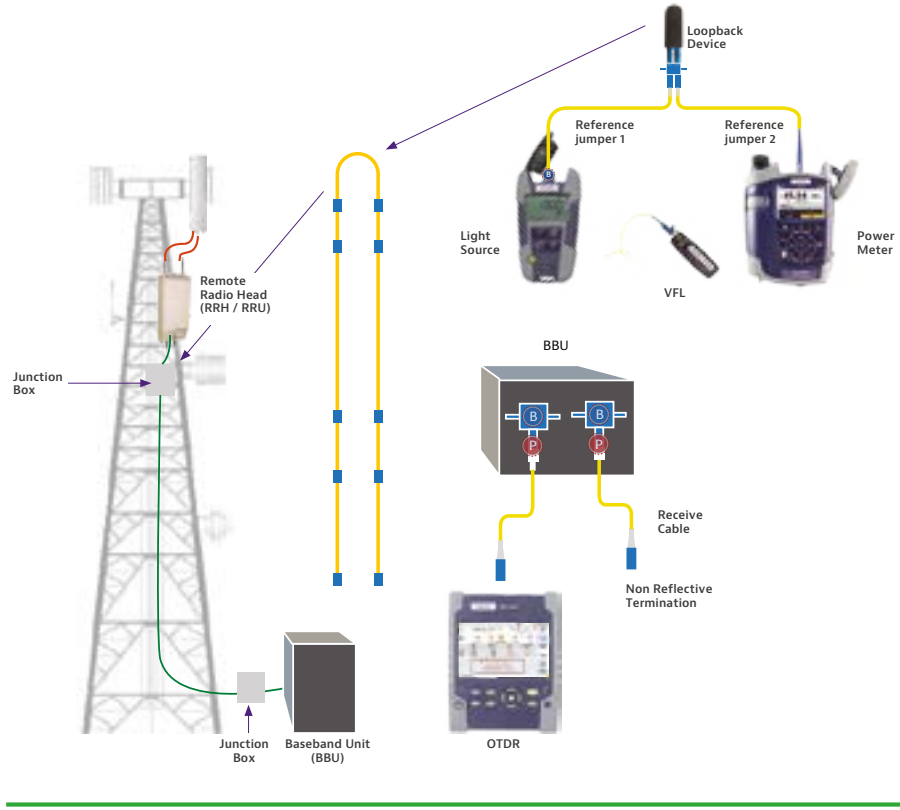 Loopback
Device
Reference
jumper 1
Reference
jumper 2
B
Light
Source
VFL
Power
Meter
Remote
Radio Head
(RRH / RRU)
Junction
Box
BBU
B
B
P
P
Receive
Cable
Non Reflective
Termination
Junction
Box
Baseband Unit
(BBU)
OTDR